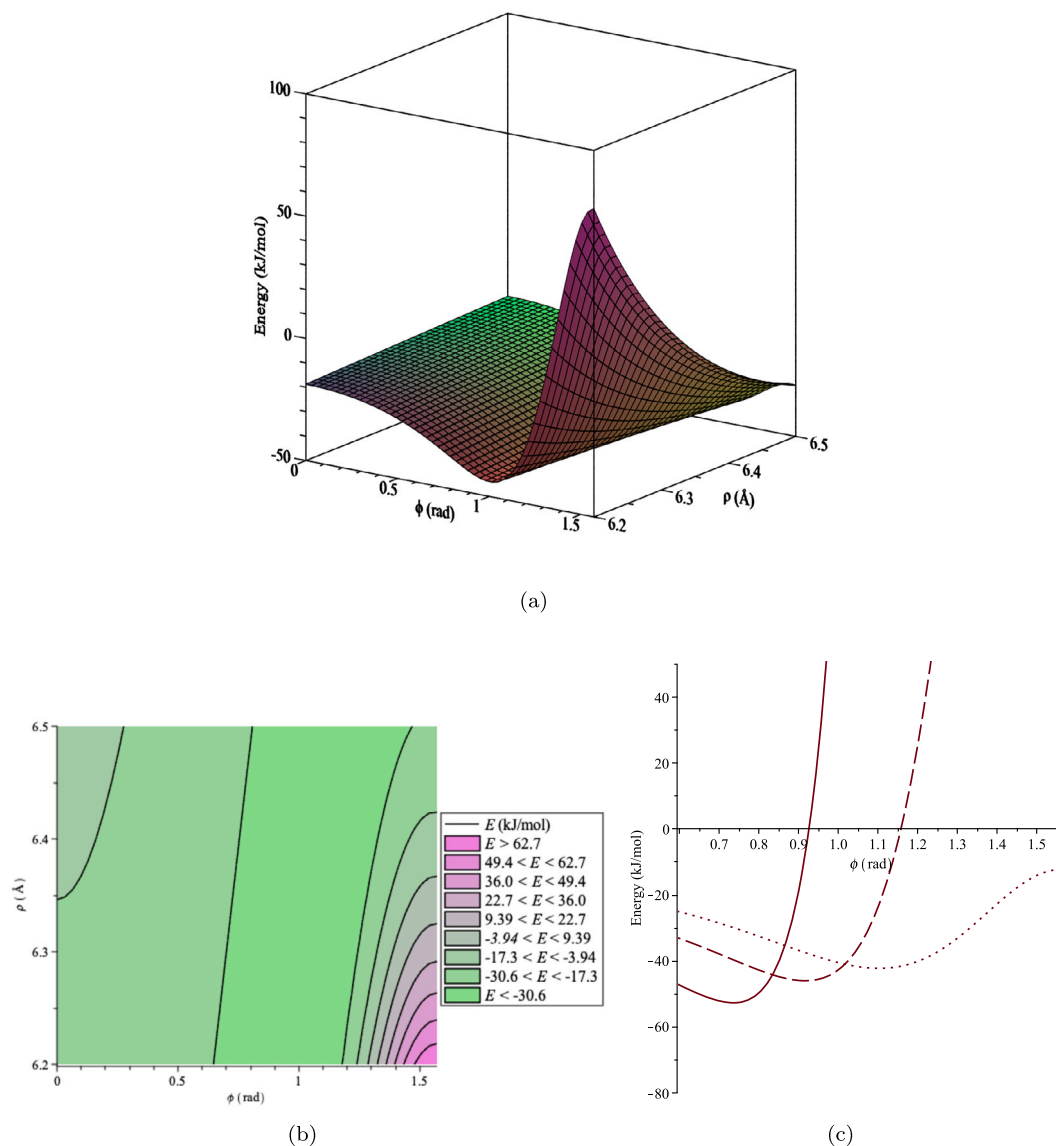 100
50
0
-50
Energy (kJ/mol)
0
0.5
1
1.5
ϕ (rad)
6.2
6.3
6.4
6.5
ρ (Å)
(a)
6.5
6.4
6.3
6.2
ρ (Å)
0
0.5
1
1.5
ϕ (rad)
E (kJ/mol)
E > 62.7
49.4 < E < 62.7
36.0 < E < 49.4
22.7 < E < 36.0
9.39 < E < 22.7
-3.94 < E < 9.39
-17.3 < E < -3.94
-30.6 < E < -17.3
E < -30.6
(b)
40
20
0
-20
-40
-60
-80
Energy (kJ/mol)
0.7 0.8 0.9 1.0 1.1 1.2 1.3 1.4 1.5
ϕ (rad)
(c)